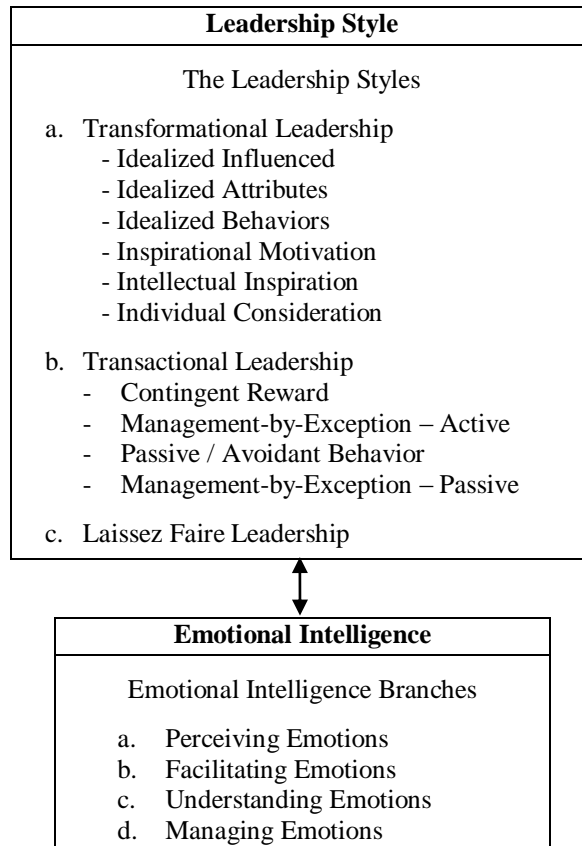 Leadership Style
The Leadership Styles
a. Transformational Leadership
- Idealized Influenced
- Idealized Attributes
- Idealized Behaviors
- Inspirational Motivation
- Intellectual Inspiration
- Individual Consideration
b. Transactional Leadership
- Contingent Reward
- Management-by-Exception – Active
- Passive / Avoidant Behavior
- Management-by-Exception – Passive
c. Laissez Faire Leadership
Emotional Intelligence
Emotional Intelligence Branches
a. Perceiving Emotions
b. Facilitating Emotions
c. Understanding Emotions
d. Managing Emotions